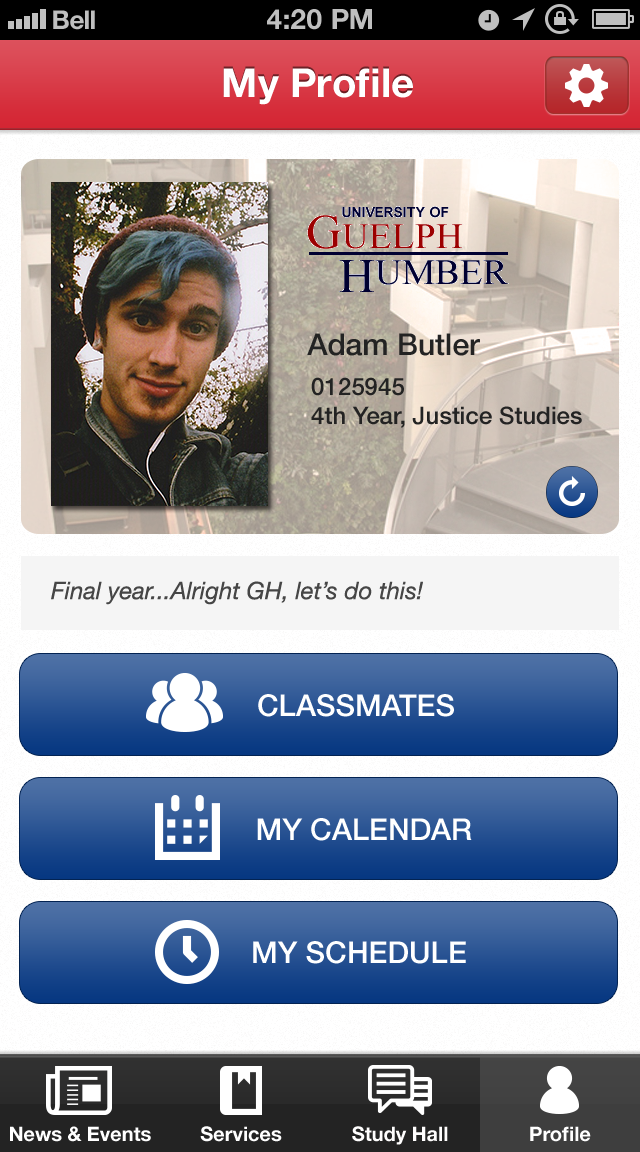 Bell 4:20 PM
My Profile
UNIVERSITY OF
GUELPH
HUMBER
Adam Butler
0125945
4th Year, Justice Studies
Final year...Alright GH, let's do this!
CLASSMATES
MY CALENDAR
MY SCHEDULE
News & Events Services Study Hall Profile